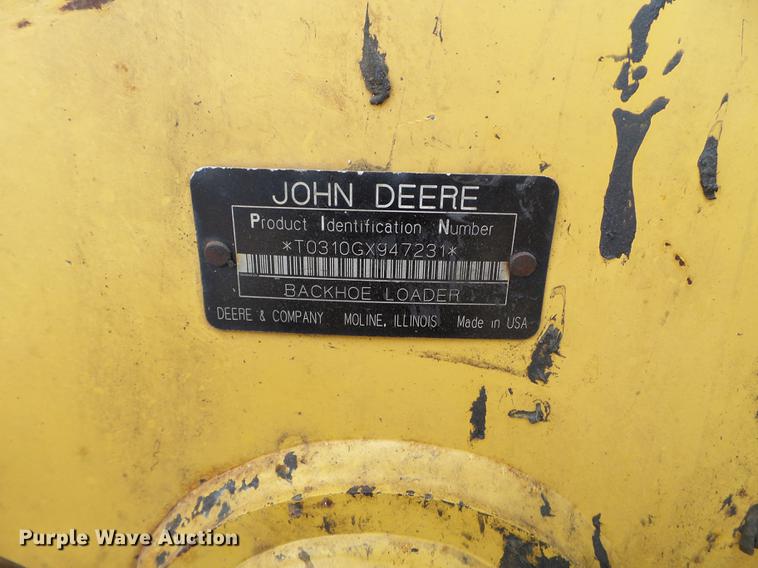 JOHN DEERE
Product Identification Number
*T0310GX947231*
BACKHOE LOADER
DEERE & COMPANY MOLINE, ILLINOIS Made in USA
Purple Wave Auction